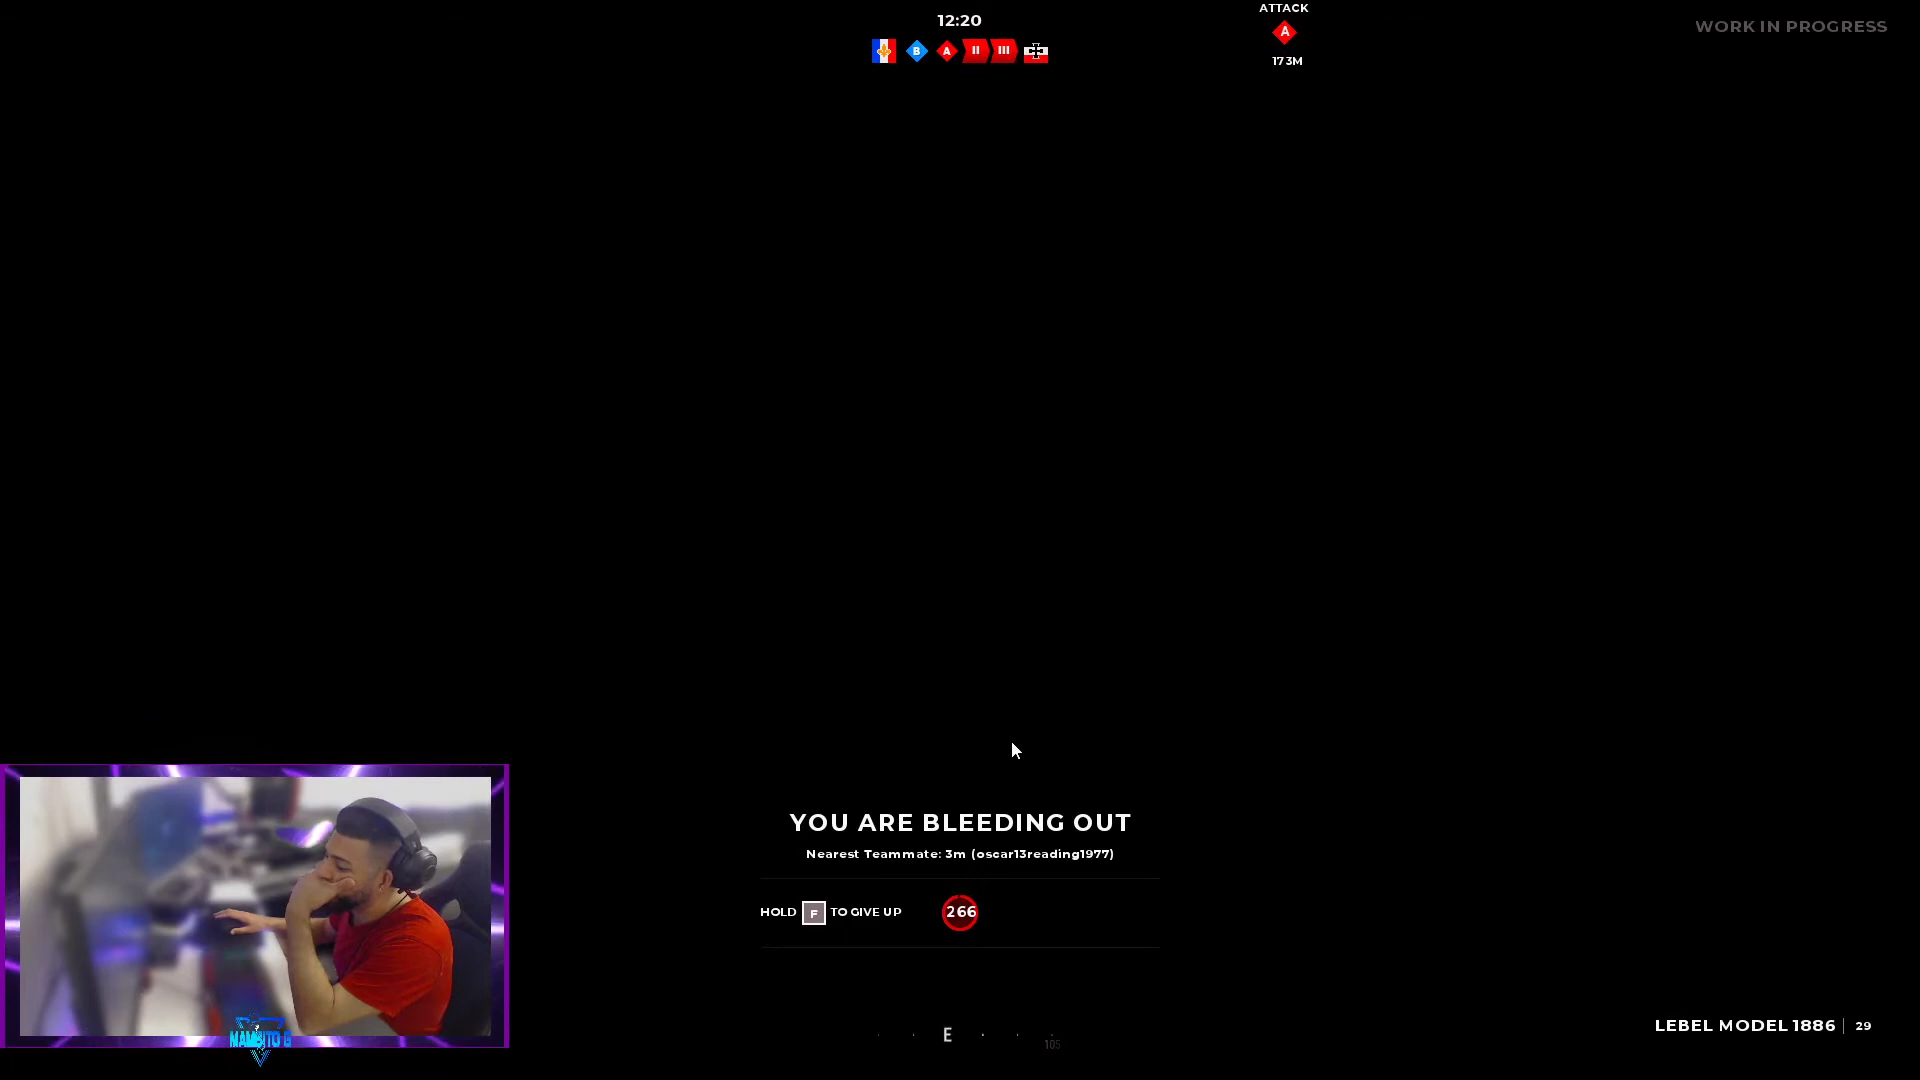 12:20
B A II III
ATTACK
A
173M
WORK IN PROGRESS
YOU ARE BLEEDING OUT
Nearest Teammate: 3m (oscar13reading1977)
HOLD F TO GIVE UP 266
E
105
LEBEL MODEL 1886 | 29